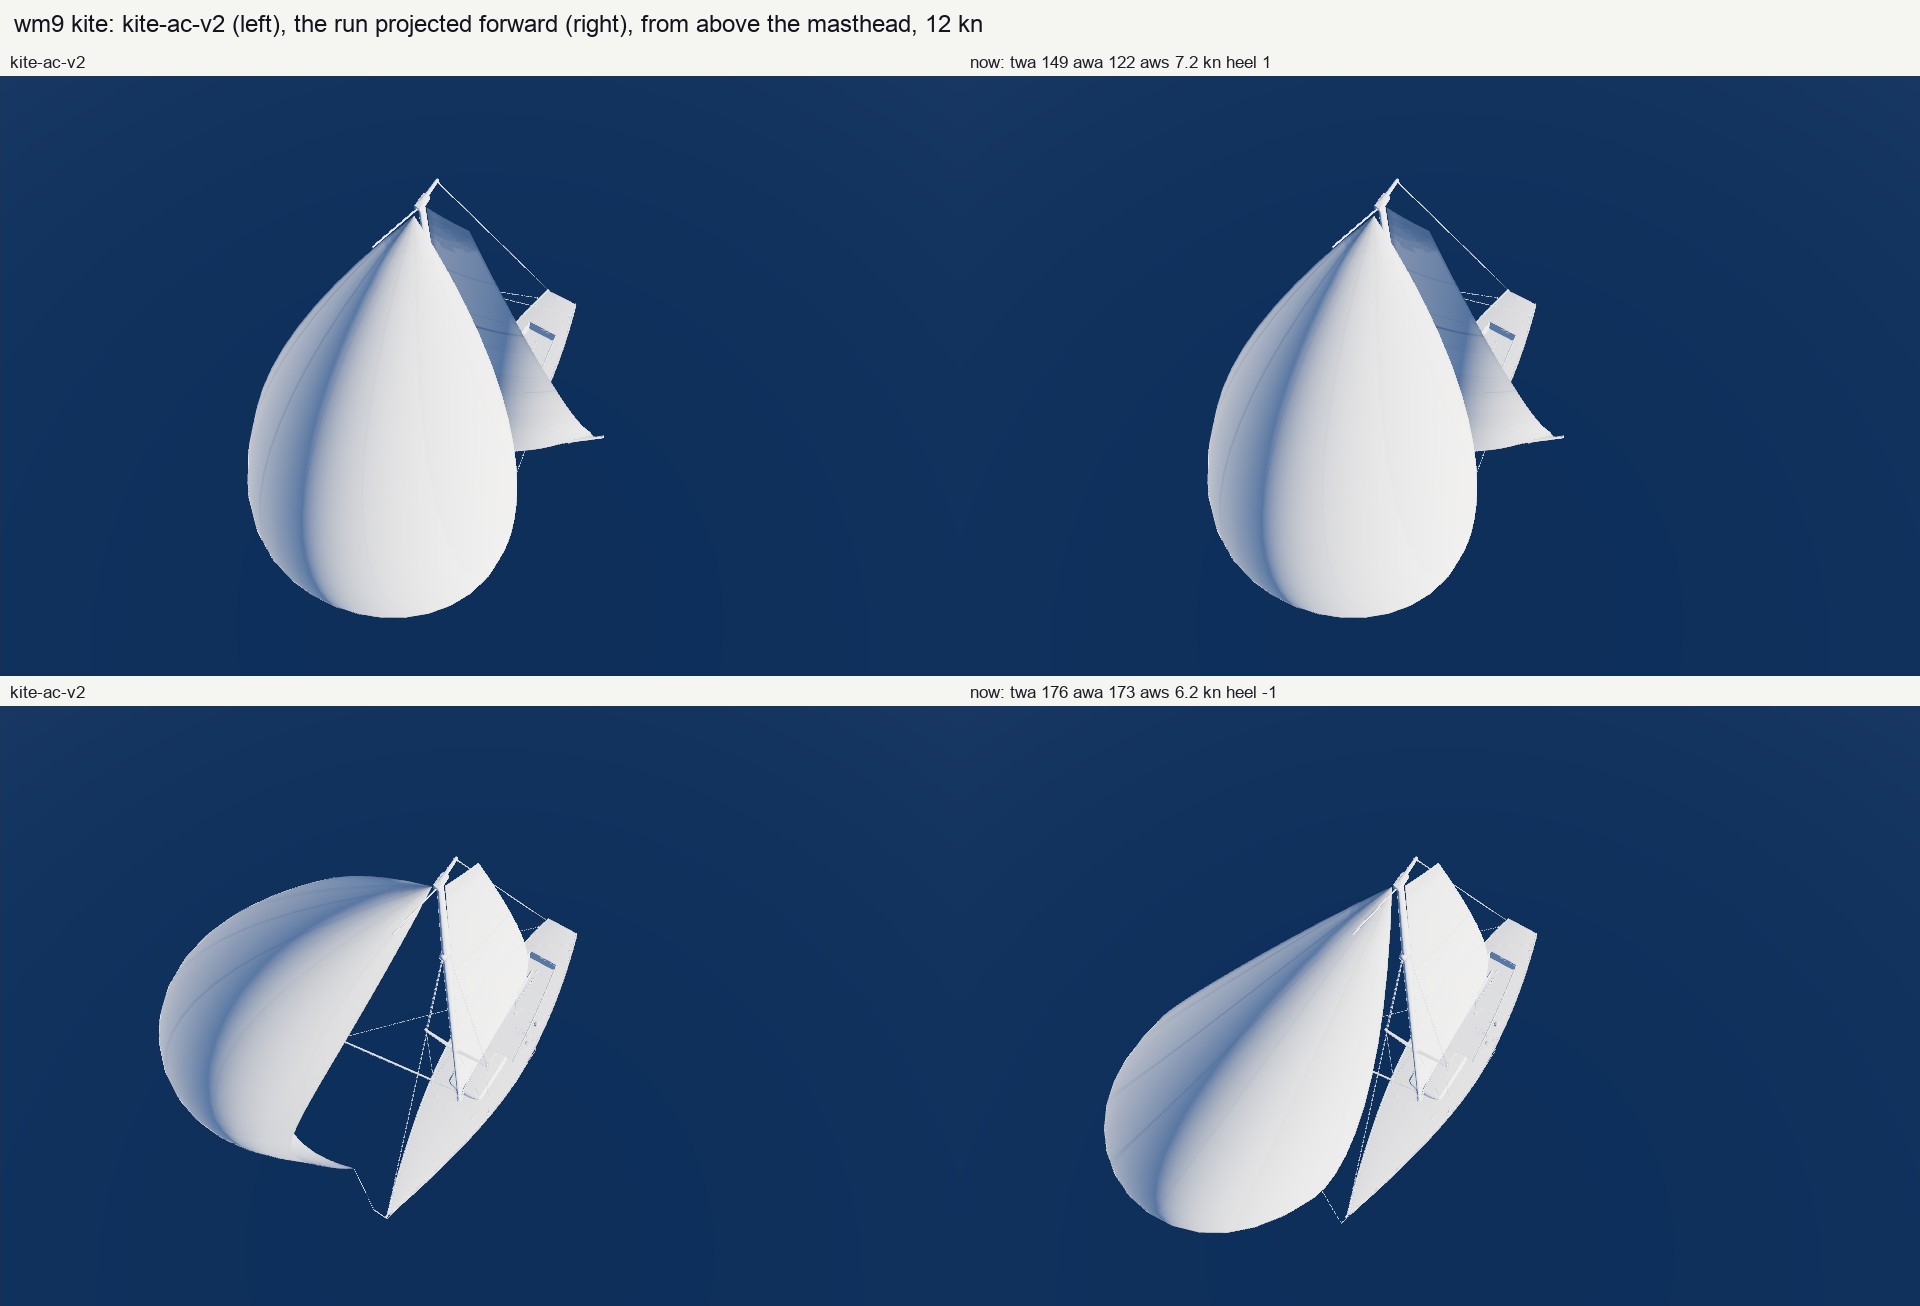 wm9 kite: kite-ac-v2 (left), the run projected forward (right), from above the masthead, 12 kn
kite-ac-v2
now: twa 149 awa 122 aws 7.2 kn heel 1
kite-ac-v2
now: twa 176 awa 173 aws 6.2 kn heel -1